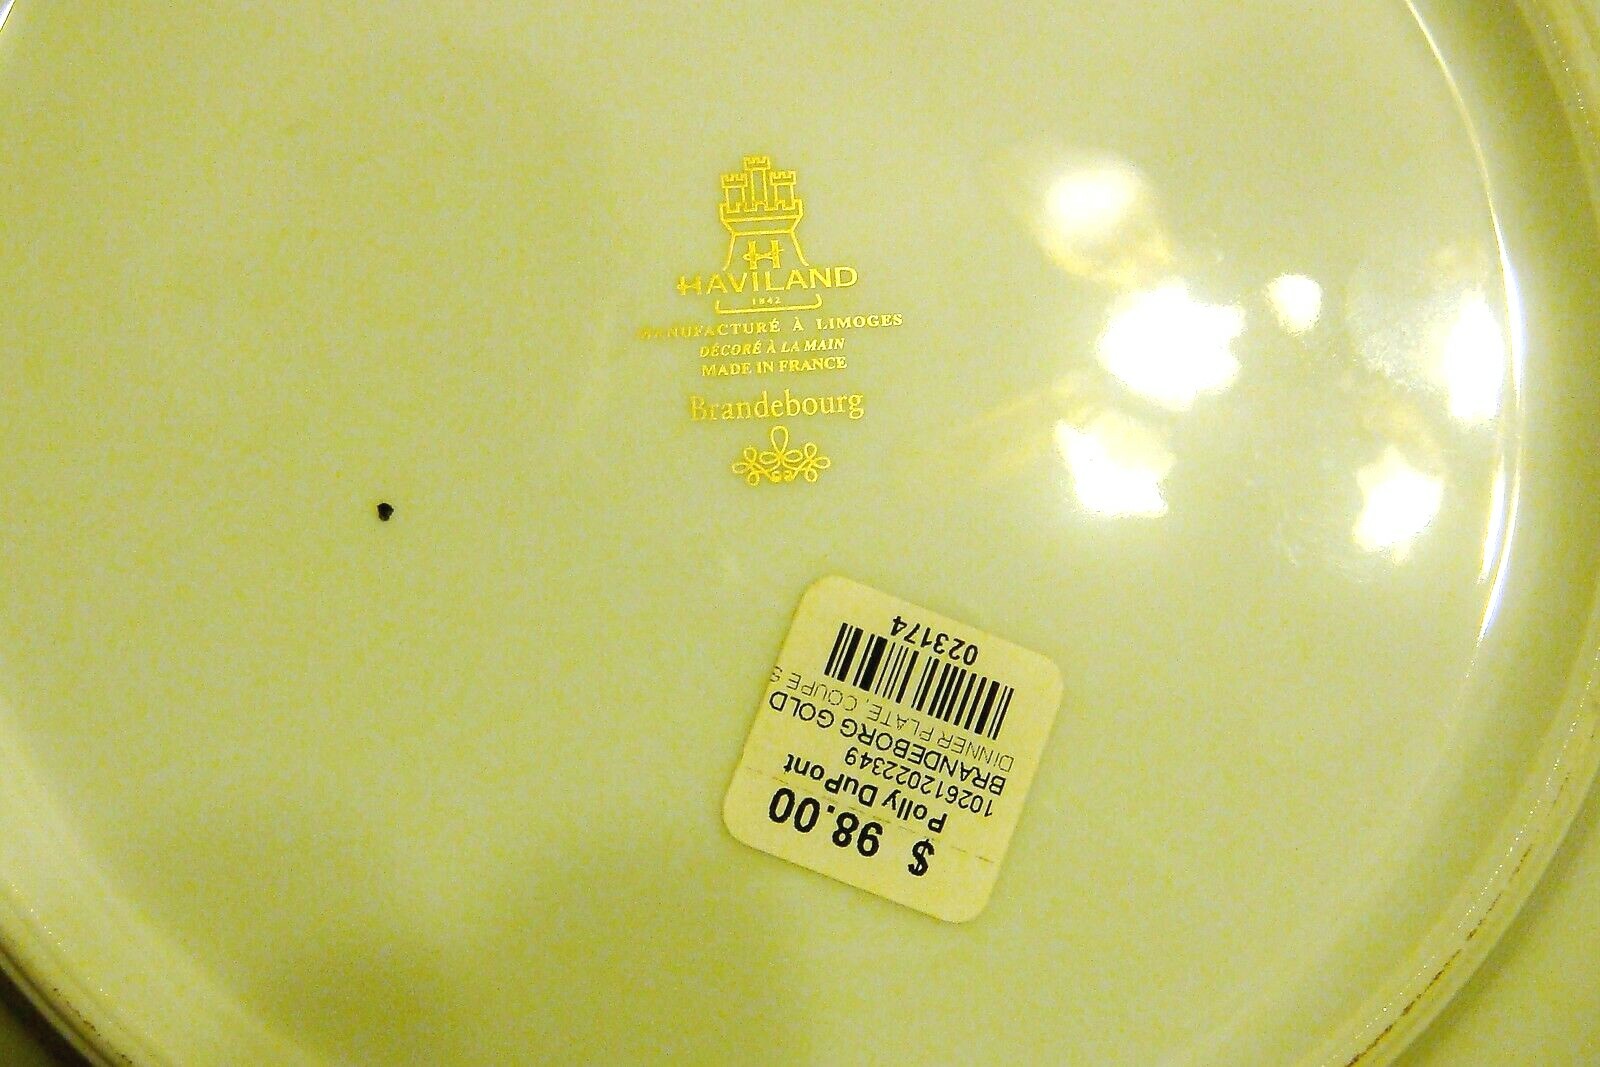 H
HAVILAND
1842
MANUFACTURÉ À LIMOGES
DÉCORÉ À LA MAIN
MADE IN FRANCE
Brandebourg
$ 98.00
Polly DuPont
102612022349
BRANDEBORG GOLD
DINNER PLATE, COUPE S
023174